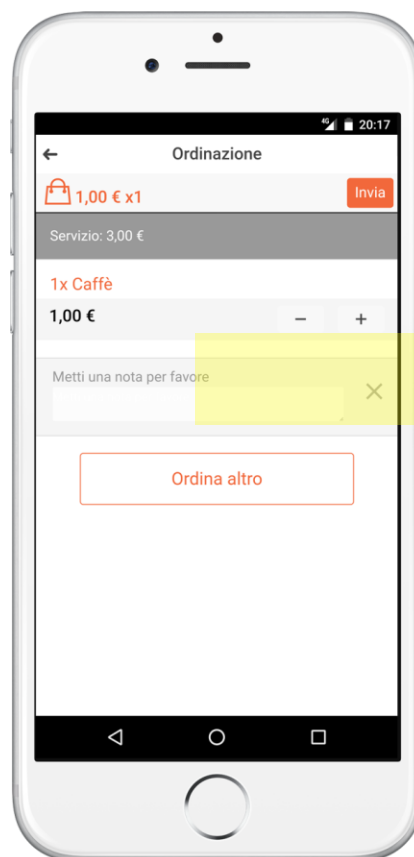 4G 20:17
Ordinazione
1,00 € x1 Invia
Servizio: 3,00 €
1x Caffè
1,00 € − +
Metti una nota per favore
Ordina altro